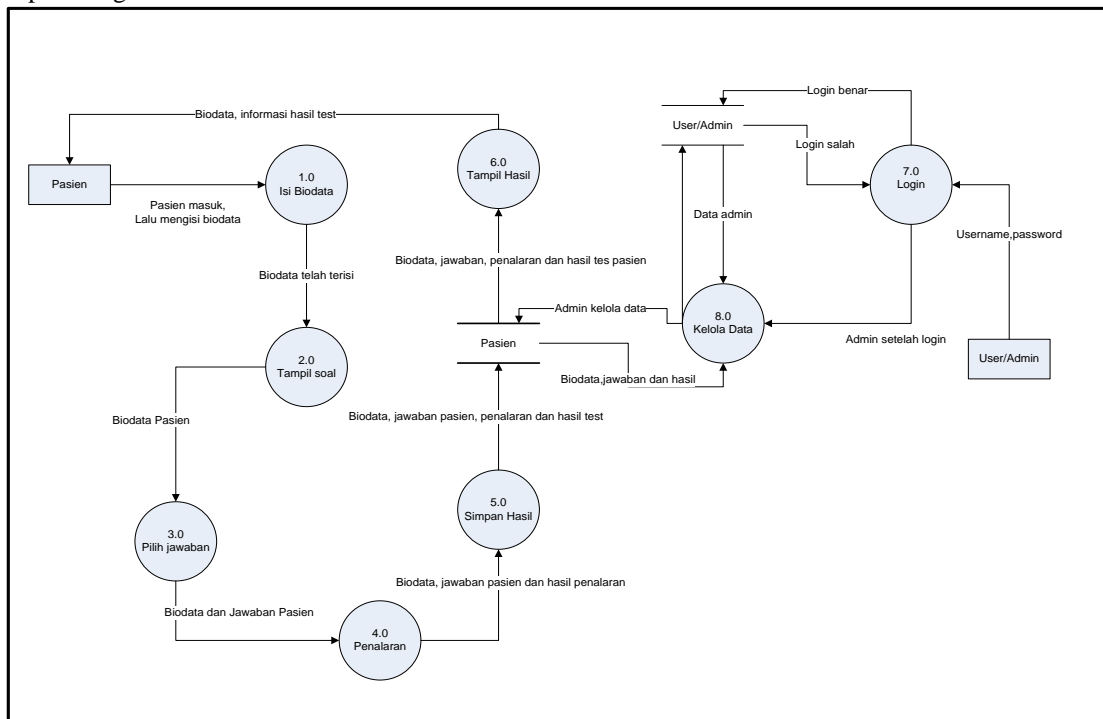 Biodata, informasi hasil test
Pasien
Pasien masuk,
Lalu mengisi biodata
1.0
Isi Biodata
Biodata telah terisi
2.0
Tampil soal
Biodata Pasien
3.0
Pilih jawaban
Biodata dan Jawaban Pasien
4.0
Penalaran
Biodata, jawaban pasien dan hasil penalaran
5.0
Simpan Hasil
Biodata, jawaban pasien, penalaran dan hasil test
Pasien
Biodata, jawaban, penalaran dan hasil tes pasien
6.0
Tampil Hasil
Admin kelola data
Biodata,jawaban dan hasil
8.0
Kelola Data
Data admin
User/Admin
Login benar
Login salah
7.0
Login
Username,password
Admin setelah login
User/Admin